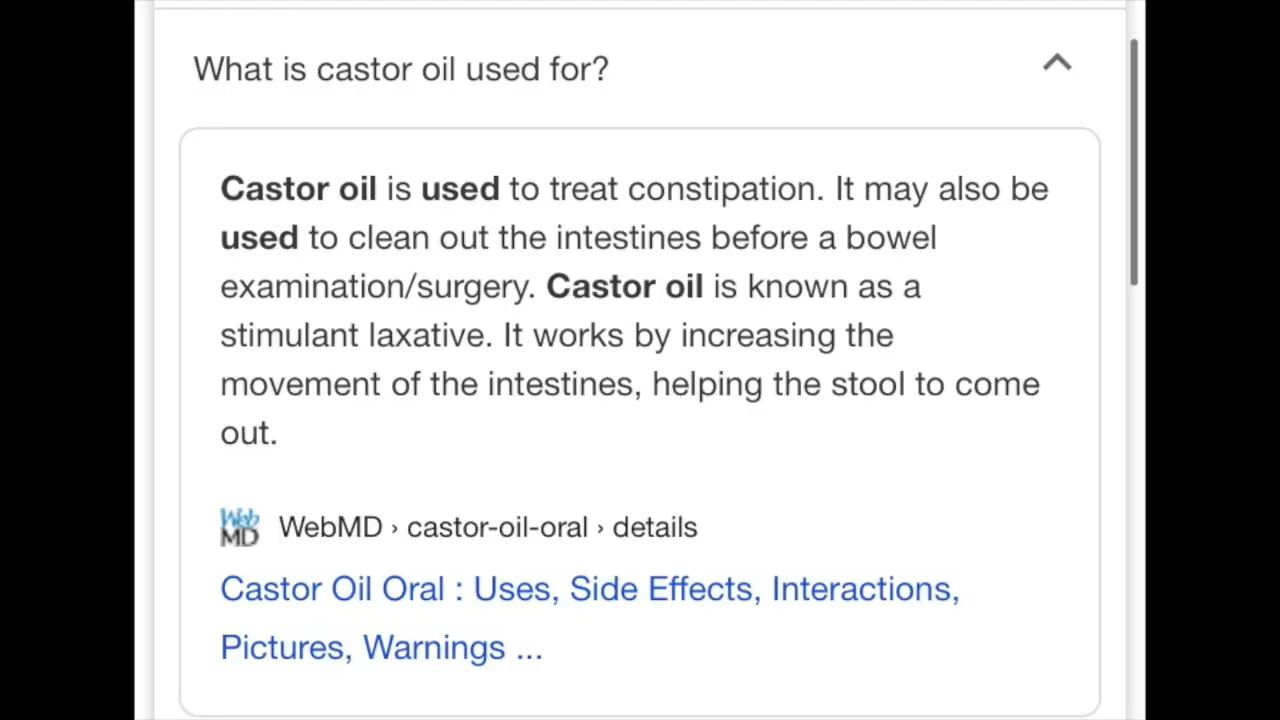 What is castor oil used for?
Castor oil is used to treat constipation. It may also be
used to clean out the intestines before a bowel
examination/surgery. Castor oil is known as a
stimulant laxative. It works by increasing the
movement of the intestines, helping the stool to come
out.
Web
MD
WebMD › castor-oil-oral › details
Castor Oil Oral : Uses, Side Effects, Interactions,
Pictures, Warnings ...